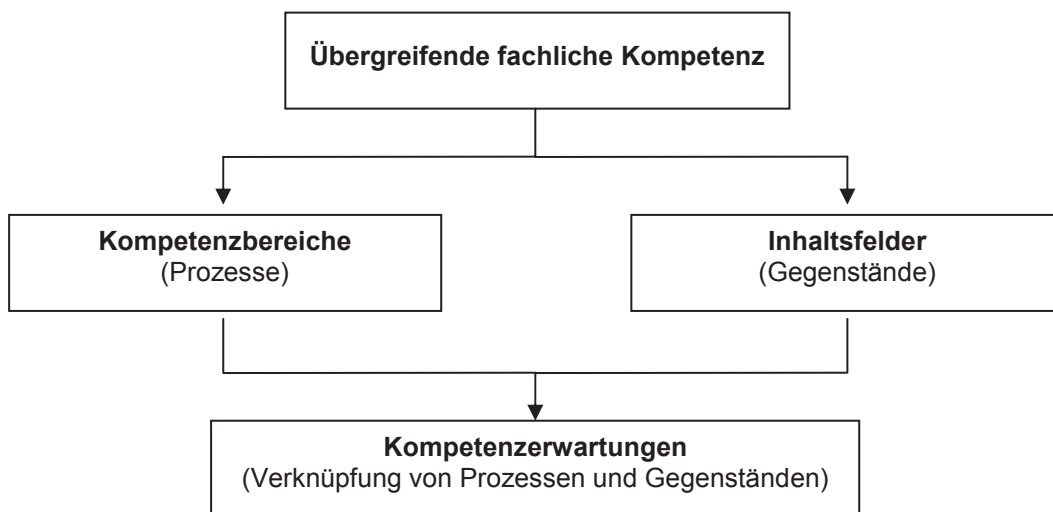 Übergreifende fachliche Kompetenz
Kompetenzbereiche
(Prozesse)
Inhaltsfelder
(Gegenstände)
Kompetenzerwartungen
(Verknüpfung von Prozessen und Gegenständen)